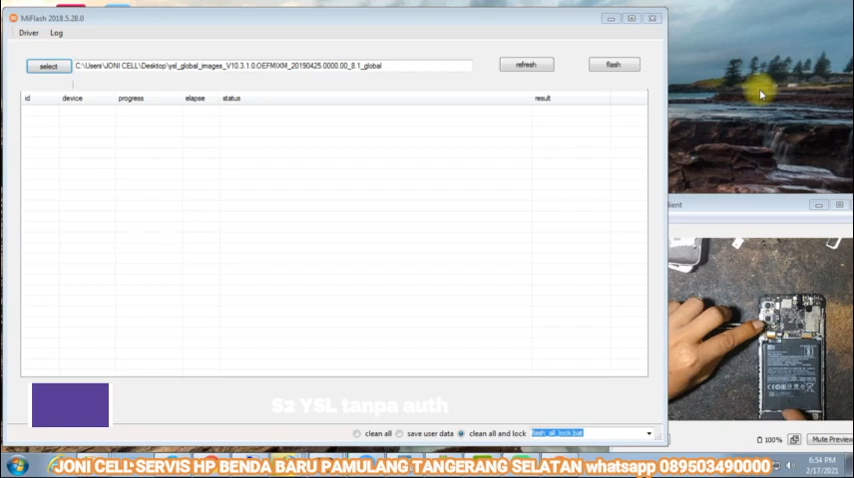 MiFlash 2018.5.28.0
Driver Log
select C:\Users\JONI CELL\Desktop\ysl_global_images_V10.3.1.0.OEFMIXM_20190425.0000.00_8.1_global refresh flash
id device progress elapse status result
ient
S2 YSL tanpa auth
clean all save user data clean all and lock flash_all_lock.bat
100% Mute Preview
JONI CELL SERVIS HP BENDA BARU PAMULANG TANGERANG SELATAN whatsapp 089503490000
6:54 PM
2/17/2021